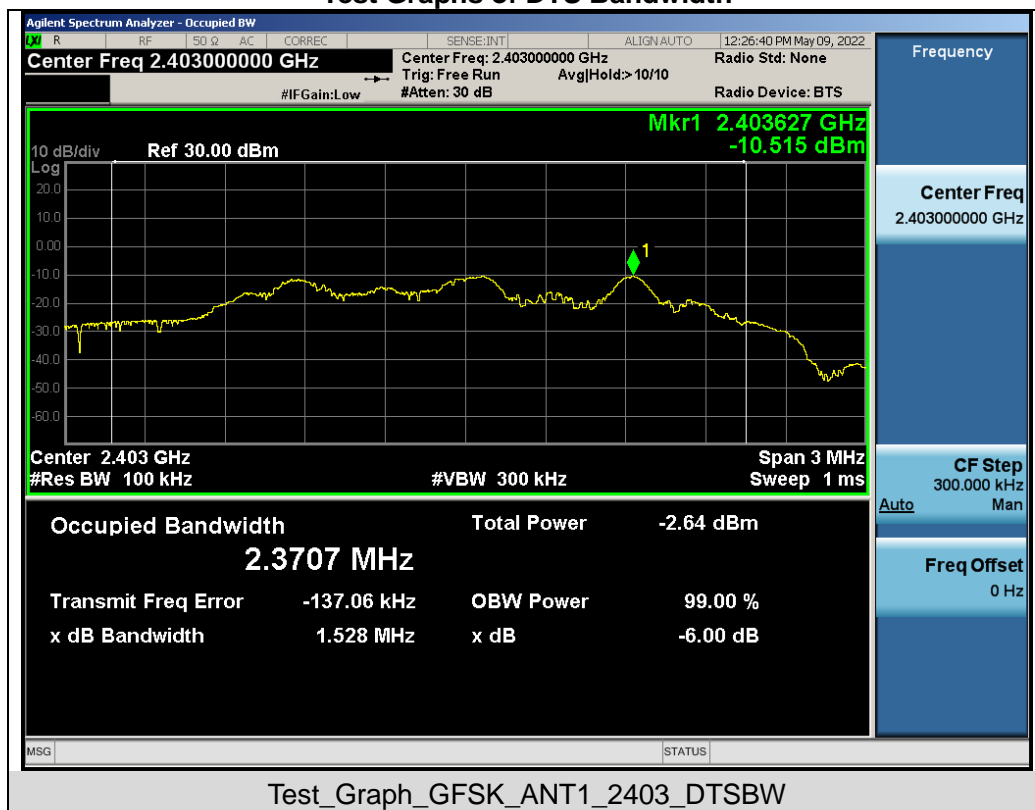 Test Graphs of DTS Bandwidth
Agilent Spectrum Analyzer - Occupied BW
LXI R RF 50 Ω AC CORREC SENSE:INT ALIGN AUTO 12:26:40 PM May 09, 2022
Center Freq 2.403000000 GHz
Center Freq: 2.403000000 GHz
Radio Std: None
Trig: Free Run Avg|Hold:> 10/10
#IFGain:Low
#Atten: 30 dB
Radio Device: BTS
Mkr1 2.403627 GHz
-10.515 dBm
10 dB/div Ref 30.00 dBm
Log
20.0
10.0
0.00
-10.0
-20.0
-30.0
-40.0
-50.0
-60.0
1
Center 2.403 GHz Span 3 MHz
#Res BW 100 kHz #VBW 300 kHz Sweep 1 ms
Occupied Bandwidth Total Power -2.64 dBm
2.3707 MHz
Transmit Freq Error -137.06 kHz OBW Power 99.00 %
x dB Bandwidth 1.528 MHz x dB -6.00 dB
Frequency
Center Freq
2.403000000 GHz
CF Step
300.000 kHz
Auto Man
Freq Offset
0 Hz
MSG STATUS
Test_Graph_GFSK_ANT1_2403_DTSBW